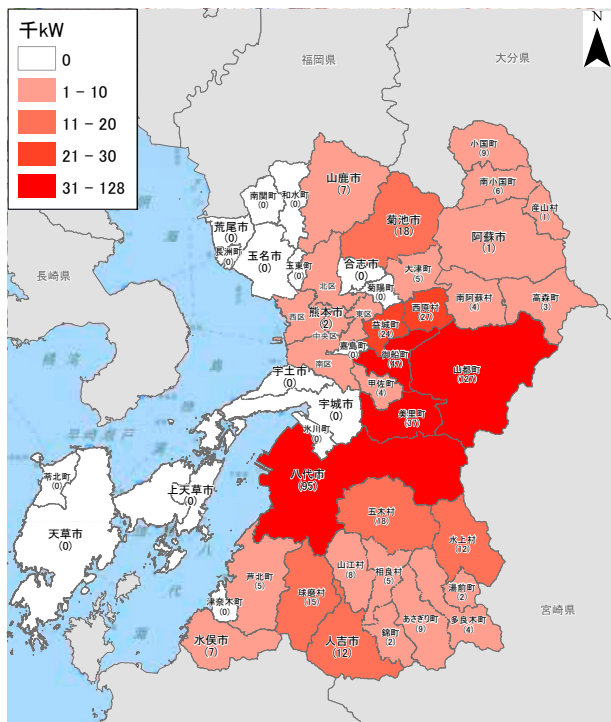 千kW
0
1 - 10
11 - 20
21 - 30
31 - 128
N
福岡県
大分県
長崎県
宮崎県
小国町
(9)
南小国町
(6)
産山村
(1)
山鹿市
(7)
菊池市
(18)
阿蘇市
(1)
南関町
(0)
和水町
(0)
荒尾市
(0)
長洲町
(0)
玉名市
(0)
玉東町
(0)
合志市
(0)
菊陽町
(0)
大津町
(5)
北区
西区
熊本市
(2)
東区
中央区
南区
益城町
(24)
西原村
(27)
南阿蘇村
(4)
高森町
(3)
嘉島町
(0)
御船町
山都町
(127)
甲佐町
(4)
宇土市
(0)
宇城市
(0)
美里町
(37)
氷川町
(0)
八代市
(95)
上天草市
(0)
苓北町
(0)
天草市
(0)
五木村
(18)
水上村
(12)
山江村
(8)
相良村
(5)
湯前町
(2)
芦北町
(5)
球磨村
(15)
津奈木町
(0)
あさぎり町
(9)
多良木町
(4)
錦町
(2)
水俣市
(7)
人吉市
(12)
島
海
八
代
海